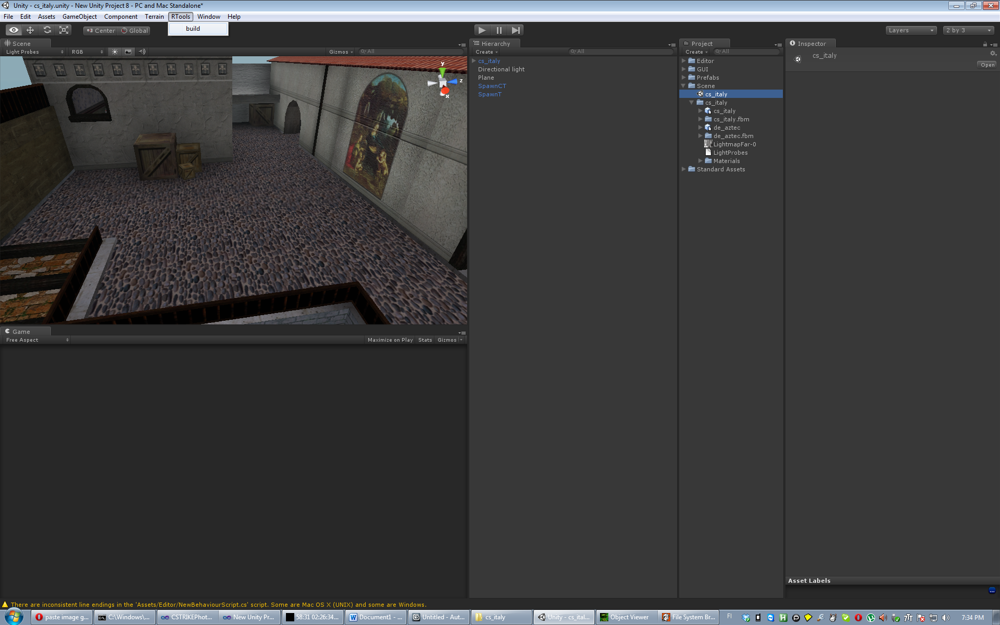 Unity - cs_italy.unity - New Unity Project 8 - PC and Mac Standalone*
File Edit Assets GameObject Component Terrain RTools Window Help
build
Center Global
Layers 2 by 3
Scene
Light Probes RGB Gizmos All
y
z
x
Game
Free Aspect Maximize on Play Stats Gizmos
Hierarchy
Create All
cs_italy
Directional light
Plane
SpawnCT
SpawnT
Project
Create All
Editor
GUI
Prefabs
Scene
cs_italy
cs_italy
cs_italy
cs_italy.fbm
de_aztec
de_aztec.fbm
LightmapFar-0
LightProbes
Materials
Standard Assets
Inspector
cs_italy
Open
Asset Labels
There are inconsistent line endings in the 'Assets/Editor/NewBehaviourScript.cs' script. Some are Mac OS X (UNIX) and some are Windows.
paste image g... C:\Windows\... CSTRIKEPhot... New Unity Pr... 58:31 02:26:34... Document1 - ... Untitled - Aut... cs_italy Unity - cs_ital... Object Viewer File System Br... FI 7:34 PM